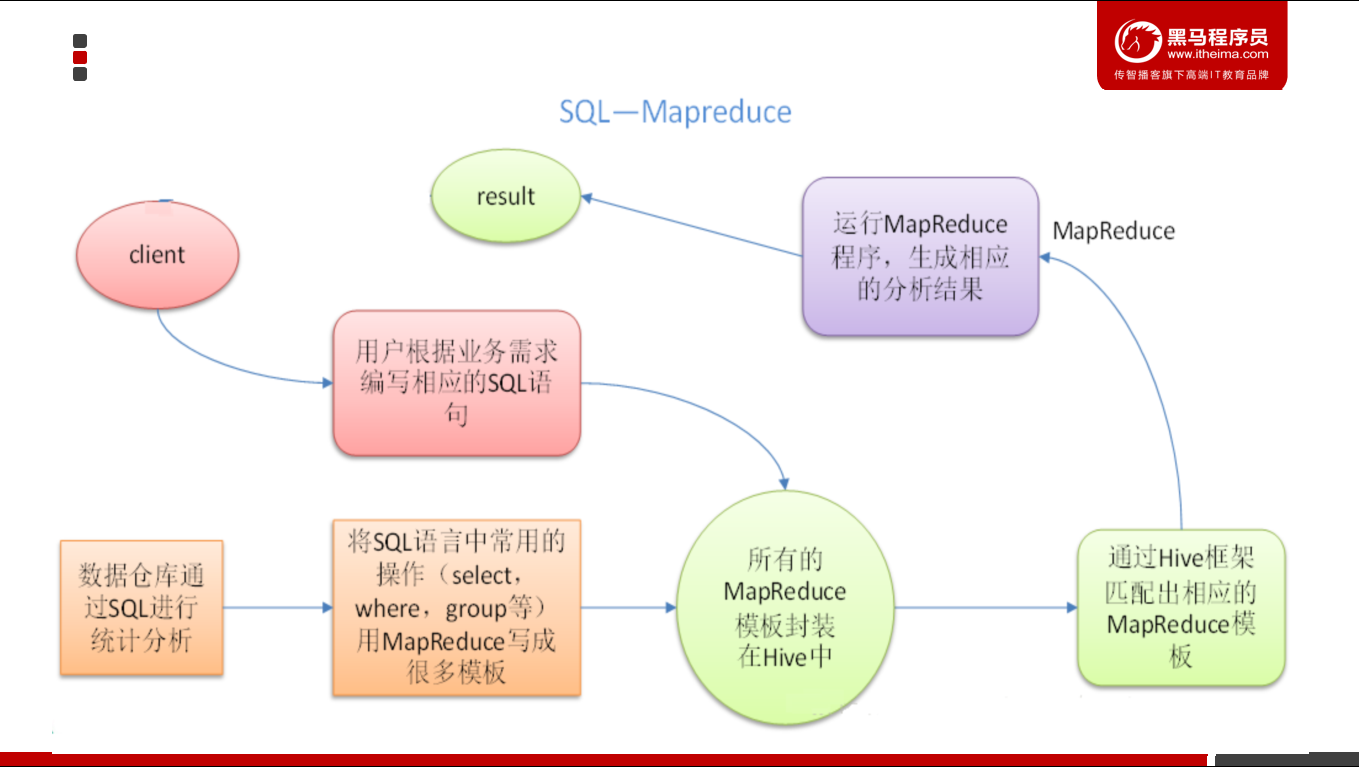 黑马程序员
www.itheima.com
传智播客旗下高端IT教育品牌
SQL—Mapreduce
result
client
运行MapReduce
程序，生成相应
的分析结果
MapReduce
用户根据业务需求
编写相应的SQL语
句
数据仓库通
过SQL进行
统计分析
将SQL语言中常用的
操作（select，
where，group等）
用MapReduce写成
很多模板
所有的
MapReduce
模板封装
在Hive中
通过Hive框架
匹配出相应的
MapReduce模
板